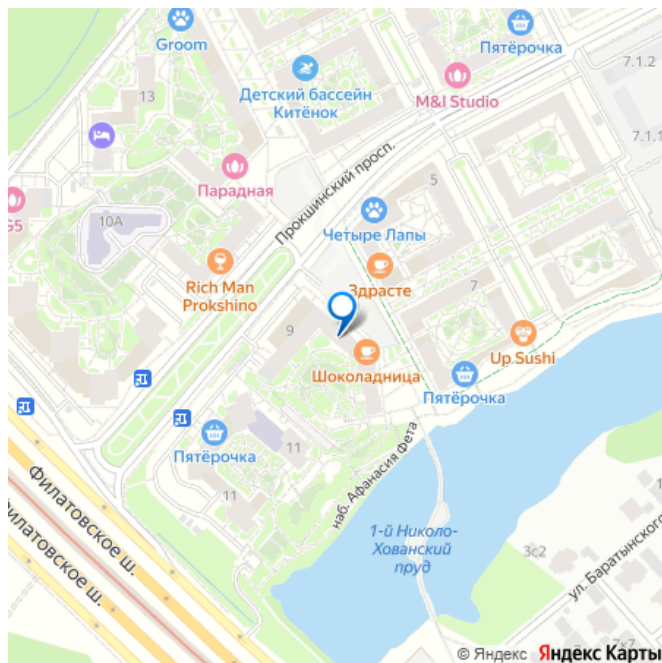 Groom
Пятёрочка
7.1.2
Детский бассейн
Китёнок
M&I Studio
13
7.1.1
Прокшинский просп.
Парадная
5
G5
10А
Четыре Лапы
Rich Man
Prokshino
Здрасте
7
9
Up Sushi
Шоколадница
Пятёрочка
Пятёрочка
11
11
наб. Афанасия Фета
Филатовское ш.
Филатовское ш.
1-й Николо-
Хованский
пруд
3с2
ул. Баратынского
7к7
© Яндекс Яндекс Карты